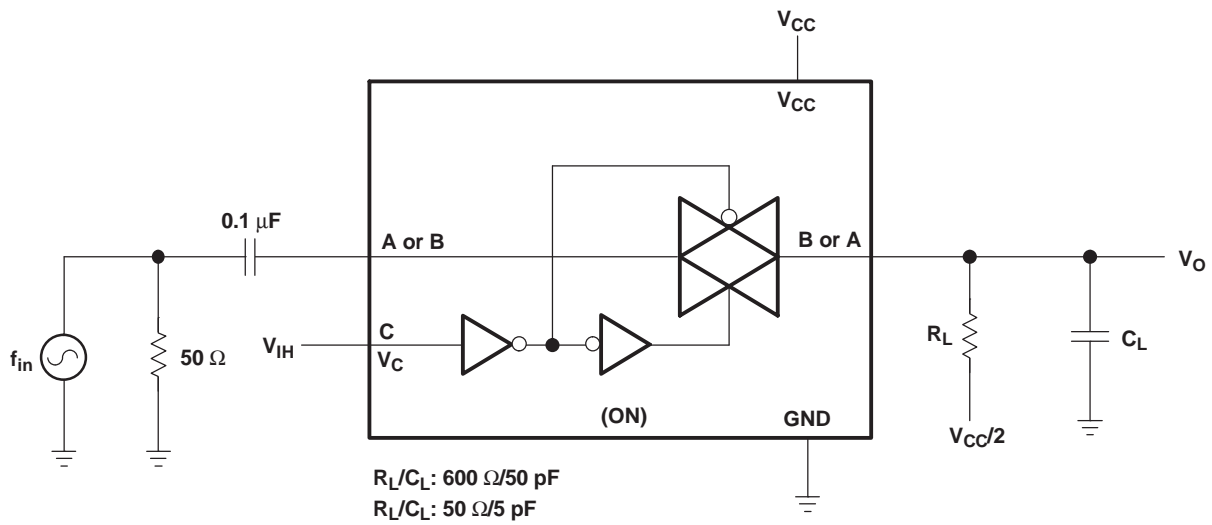 VCC
VCC
0.1 μF
A or B
B or A
VO
fin
50 Ω
VIH
C
VC
RL
CL
(ON)
GND
VCC/2
RL/CL: 600 Ω/50 pF
RL/CL: 50 Ω/5 pF